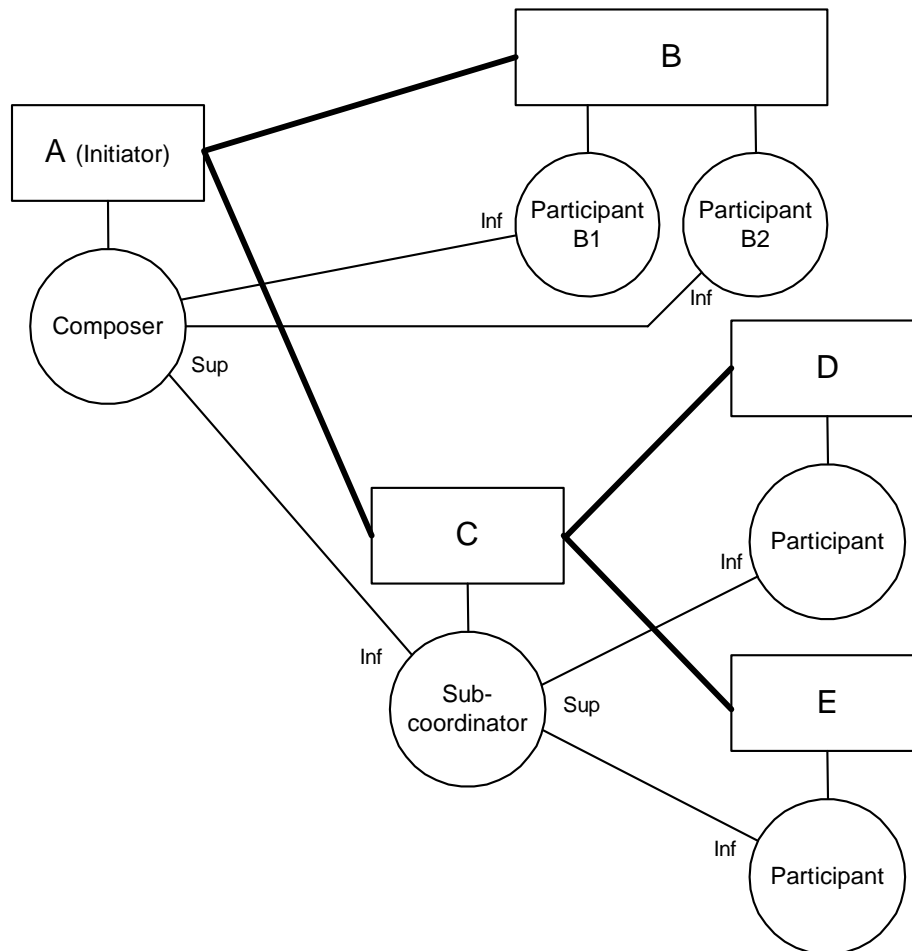 B
A (Initiator)
Participant
B1
Participant
B2
Inf
Inf
Composer
Sup
D
C
Participant
Inf
Inf
Sub-
coordinator
Sup
E
Inf
Participant